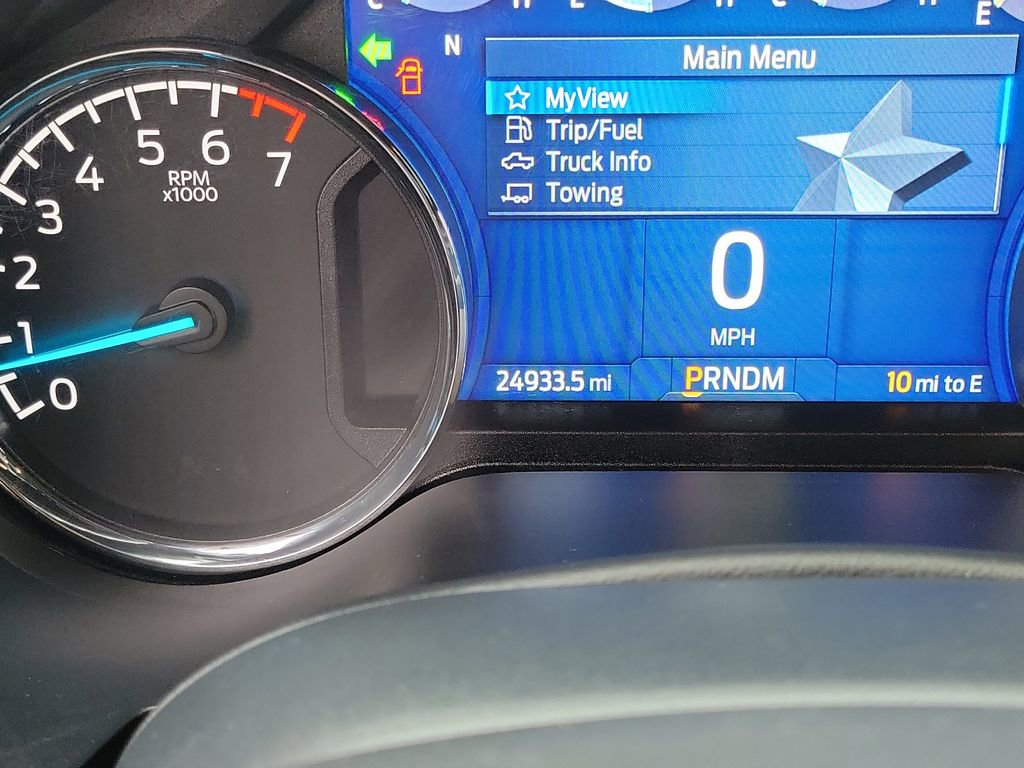 N
E
Main Menu
MyView
Trip/Fuel
Truck Info
Towing
0
MPH
24933.5 mi
PRNDM
10 mi to E
0
1
2
3
4
5
6
7
RPM
x1000